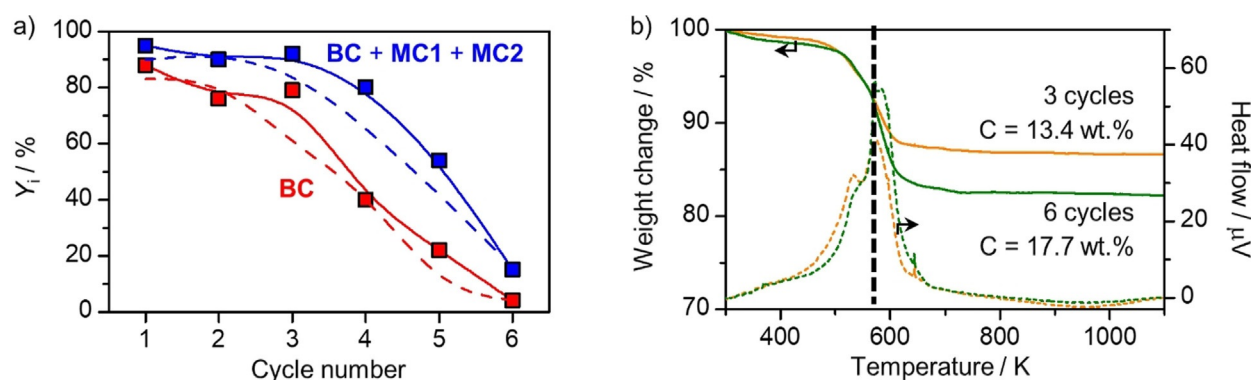 a)
100
80
60
40
20
0
Yi / %
BC + MC1 + MC2
BC
1 2 3 4 5 6
Cycle number
b)
100
90
80
70
Weight change / %
3 cycles
C = 13.4 wt.%
6 cycles
C = 17.7 wt.%
60
40
20
0
Heat flow / μV
400 600 800 1000
Temperature / K